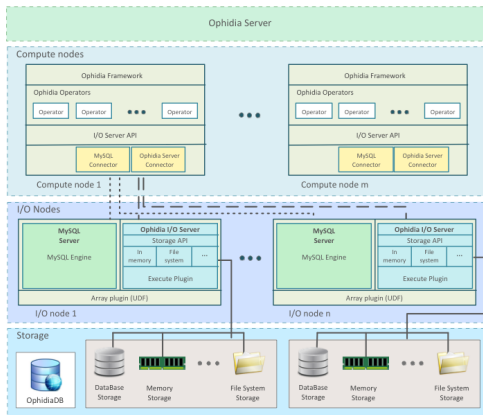 Ophidia Server
Compute nodes
Ophidia Framework
Ophidia Operators
Operator Operator ●●● Operator
I/O Server API
MySQL Connector
Ophidia Server Connector
Compute node 1
●●●
Ophidia Framework
Ophidia Operators
Operator Operator ●●● Operator
I/O Server API
MySQL Connector
Ophidia Server Connector
Compute node m
I/O Nodes
MySQL
Server
MySQL Engine
Ophidia I/O Server
Storage API
In memory
File system
...
Execute Plugin
Array plugin (UDF)
I/O node 1
●●●
MySQL
Server
MySQL Engine
Ophidia I/O Server
Storage API
In memory
File system
...
Execute Plugin
Array plugin (UDF)
I/O node n
Storage
OphidiaDB
DataBase
Storage
Memory
Storage
●●●
File System
Storage
DataBase
Storage
Memory
Storage
●●●
File System
Storage